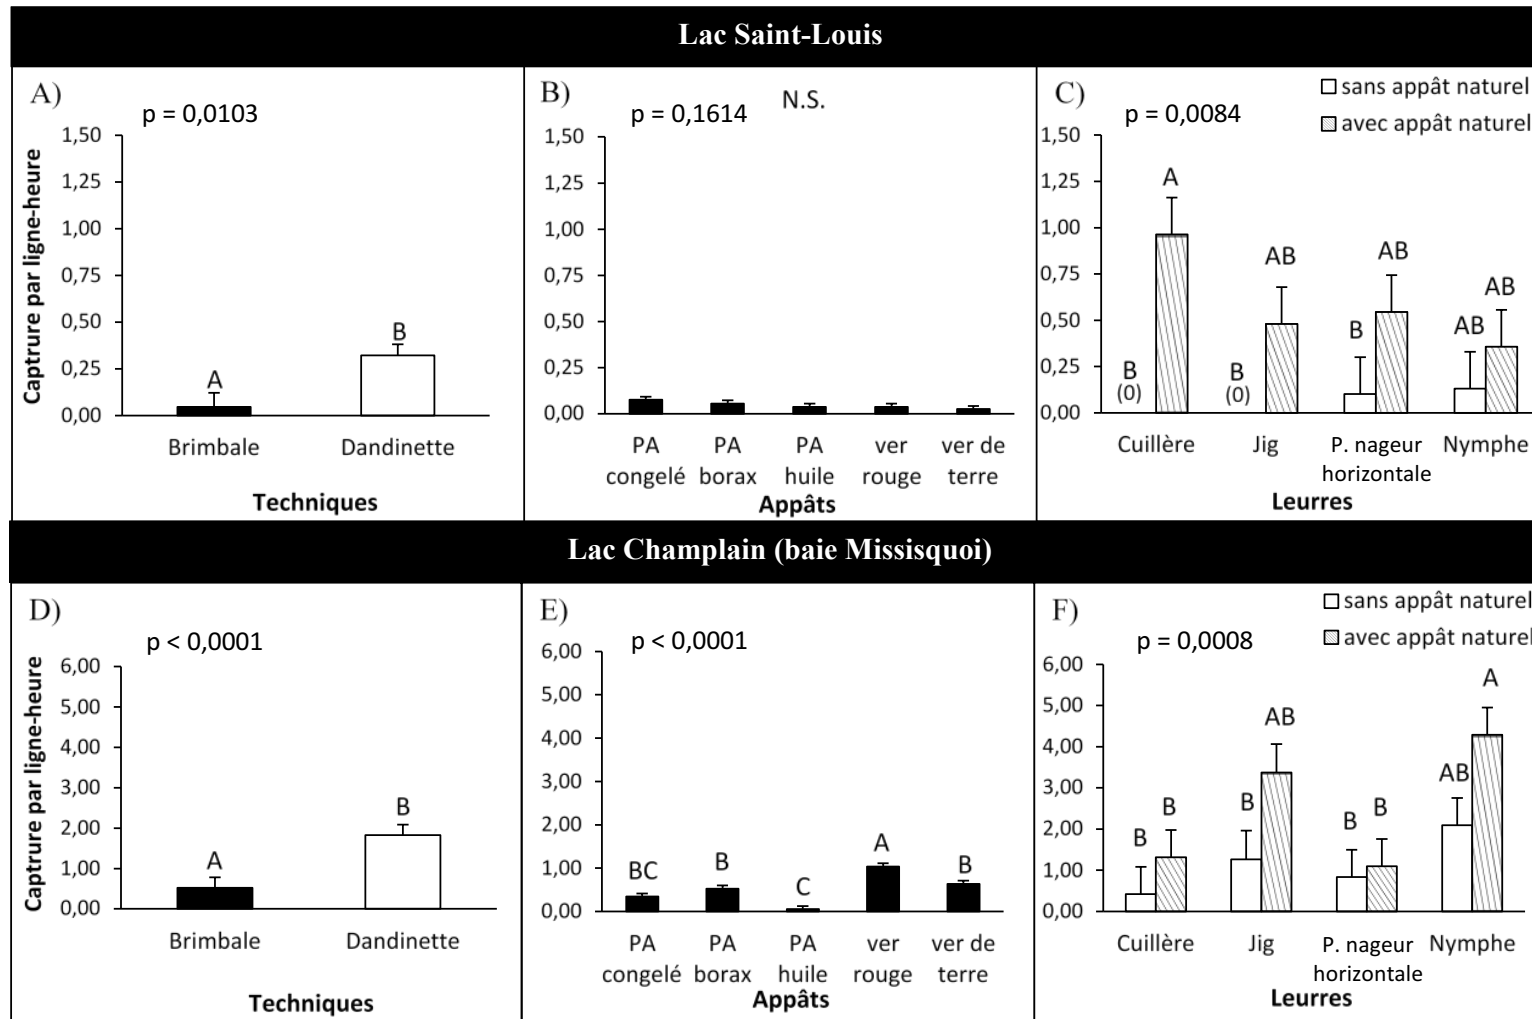 Lac Saint-Louis
A)
p = 0,0103
1,50
1,25
1,00
0,75
0,50
0,25
0,00
Captrure par ligne-heure
A
B
Brimbale
Dandinette
Techniques
B)
p = 0,1614
N.S.
1,50
1,25
1,00
0,75
0,50
0,25
0,00
PA congelé
PA borax
PA huile
ver rouge
ver de terre
Appâts
C)
p = 0,0084
sans appât naturel
avec appât naturel
1,50
1,25
1,00
0,75
0,50
0,25
0,00
B
(0)
A
B
(0)
AB
B
AB
AB
AB
Cuillère
Jig
P. nageur horizontale
Nymphe
Leurres
Lac Champlain (baie Missisquoi)
D)
p < 0,0001
6,00
5,00
4,00
3,00
2,00
1,00
0,00
Captrure par ligne-heure
A
B
Brimbale
Dandinette
Techniques
E)
p < 0,0001
6,00
5,00
4,00
3,00
2,00
1,00
0,00
BC
B
C
A
B
PA congelé
PA borax
PA huile
ver rouge
ver de terre
Appâts
F)
p = 0,0008
sans appât naturel
avec appât naturel
6,00
5,00
4,00
3,00
2,00
1,00
0,00
B
B
B
AB
B
B
AB
A
Cuillère
Jig
P. nageur horizontale
Nymphe
Leurres